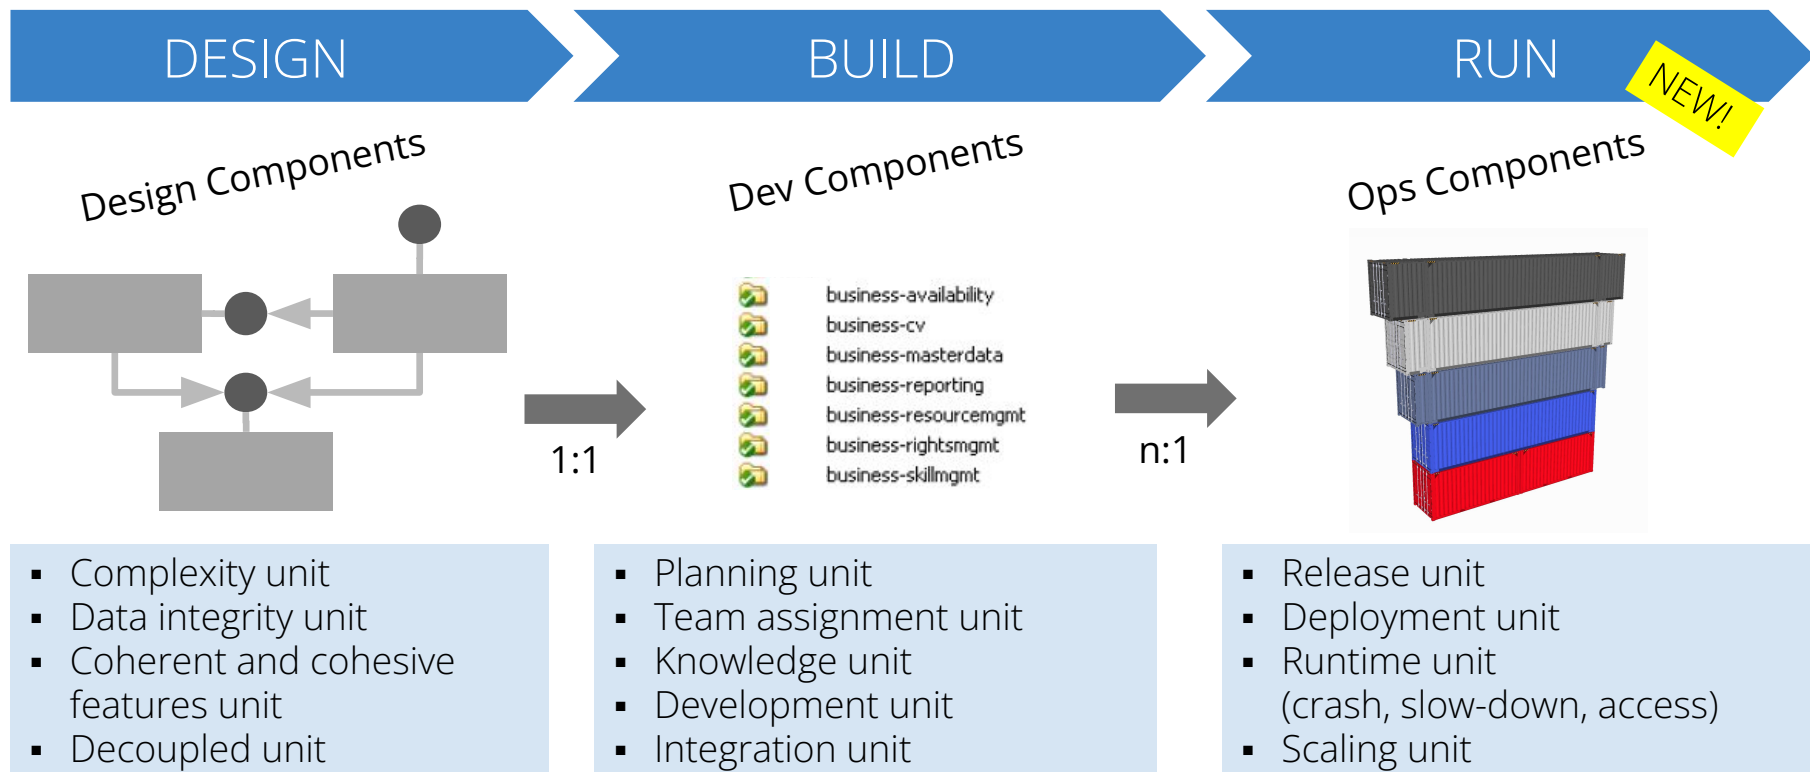 DESIGN
BUILD
RUN
NEW!
Design Components
Dev Components
Ops Components
business-availability
business-cv
business-masterdata
business-reporting
business-resourcemgmt
business-rightsmgmt
business-skillmgmt
1:1
n:1
▪ Complexity unit
▪ Data integrity unit
▪ Coherent and cohesive
features unit
▪ Decoupled unit
▪ Planning unit
▪ Team assignment unit
▪ Knowledge unit
▪ Development unit
▪ Integration unit
▪ Release unit
▪ Deployment unit
▪ Runtime unit
(crash, slow-down, access)
▪ Scaling unit